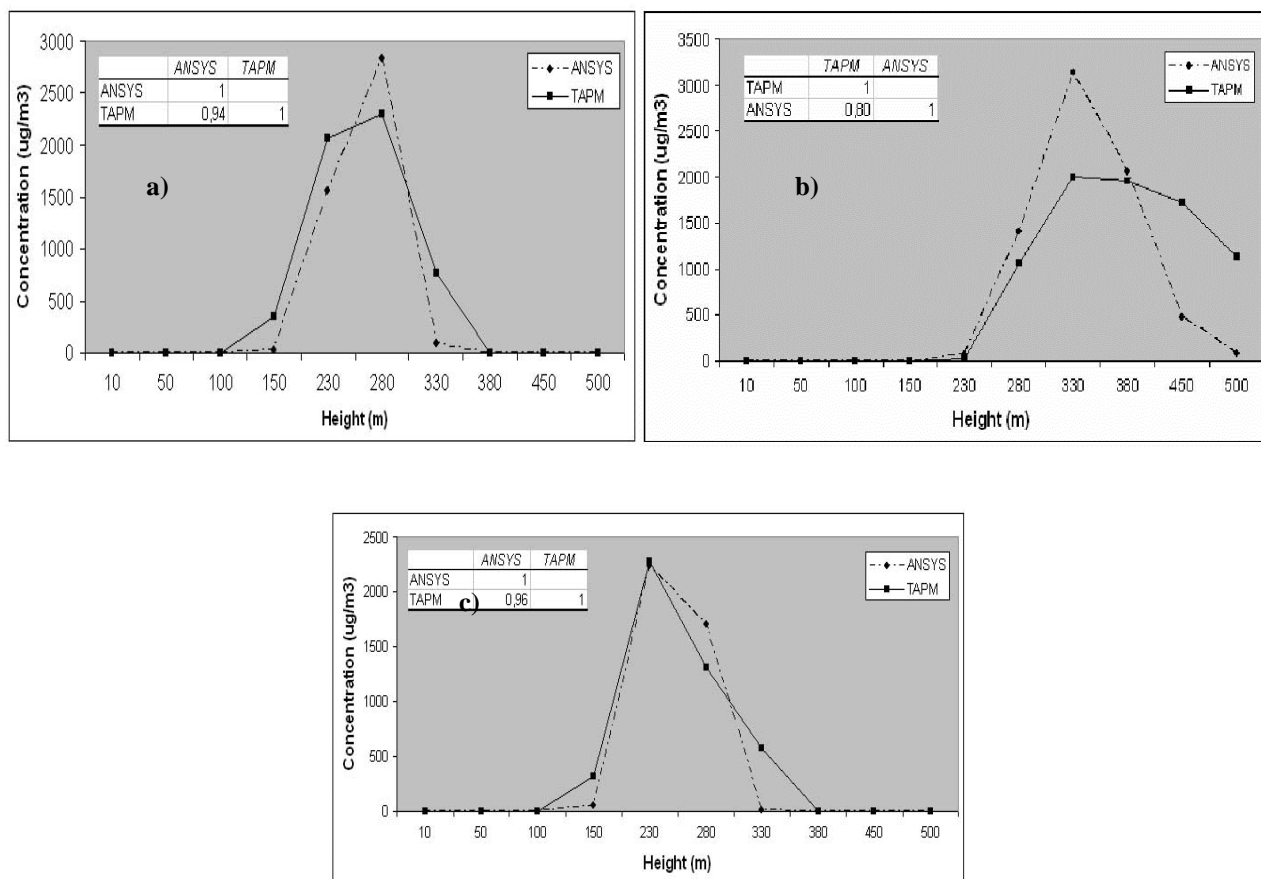 ANSYS TAPM
ANSYS 1
TAPM 0,94 1
ANSYS
TAPM
a)
Concentration (ug/m3)
3000
2500
2000
1500
1000
500
0
10 50 100 150 230 280 330 380 450 500
Height (m)
TAPM ANSYS
TAPM 1
ANSYS 0,80 1
ANSYS
TAPM
b)
Concentration (ug/m3)
3500
3000
2500
2000
1500
1000
500
0
10 50 100 150 230 280 330 380 450 500
Height (m)
ANSYS TAPM
ANSYS 1
TAPM 0,96 1
ANSYS
TAPM
c)
Concentration (ug/m3)
2500
2000
1500
1000
500
0
10 50 100 150 230 280 330 380 450 500
Height (m)